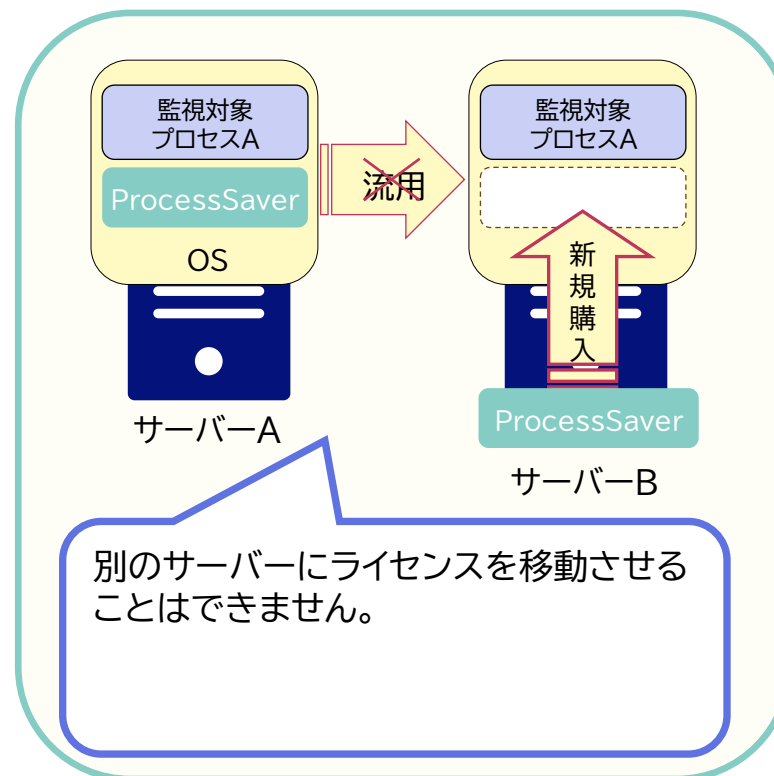 監視対象
プロセスA
ProcessSaver
OS
サーバーA
流用
監視対象
プロセスA
新規購入
ProcessSaver
サーバーB
別のサーバーにライセンスを移動させる
ことはできません。